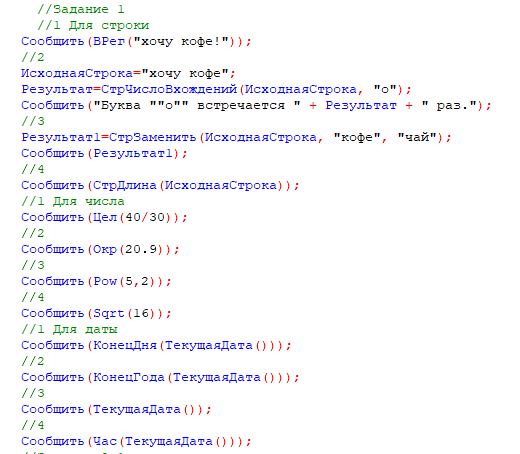 //Задание 1
//1 Для строки
Сообщить(ВРег("хочу кофе!"));
//2
ИсходнаяСтрока="хочу кофе";
Результат=СтрЧислоВхождений(ИсходнаяСтрока, "о");
Сообщить("Буква ""о"" встречается " + Результат + " раз.");
//3
Результат1=СтрЗаменить(ИсходнаяСтрока, "кофе", "чай");
Сообщить(Результат1);
//4
Сообщить(СтрДлина(ИсходнаяСтрока));
//1 Для числа
Сообщить(Цел(40/30));
//2
Сообщить(Окр(20.9));
//3
Сообщить(Pow(5,2));
//4
Сообщить(Sqrt(16));
//1 Для даты
Сообщить(КонецДня(ТекущаяДата()));
//2
Сообщить(КонецГода(ТекущаяДата()));
//3
Сообщить(ТекущаяДата());
//4
Сообщить(Час(ТекущаяДата()));